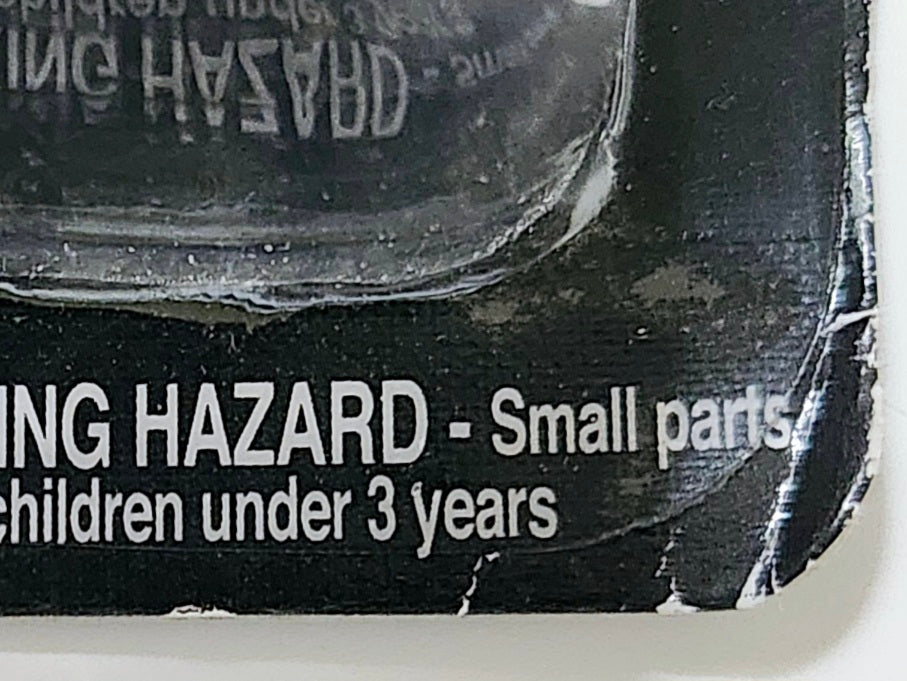 ING HAZARD - Small parts
children under 3 years